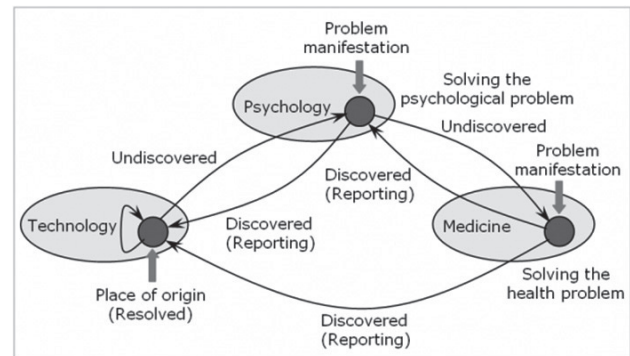 Problem
manifestation
Solving the
psychological problem
Psychology
Undiscovered
Undiscovered
Problem
manifestation
Discovered
(Reporting)
Technology
Discovered
(Reporting)
Medicine
Place of origin
(Resolved)
Solving the
health problem
Discovered
(Reporting)